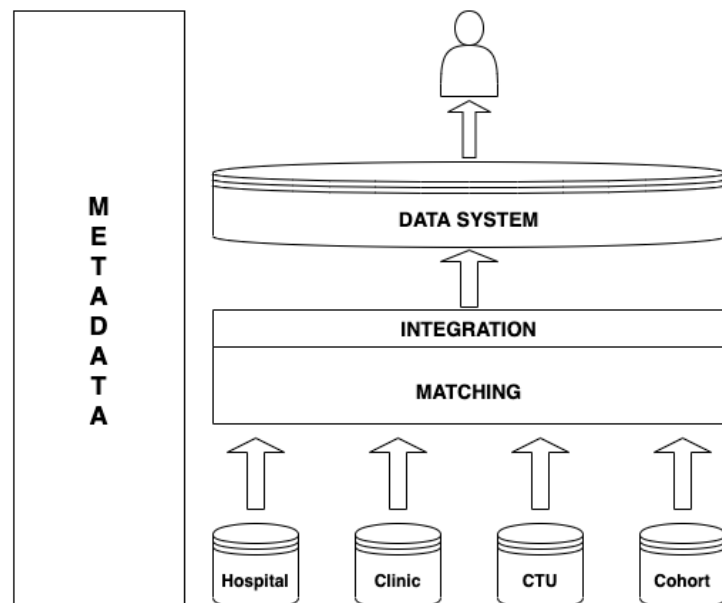 METADATA
DATA SYSTEM
INTEGRATION
MATCHING
Hospital
Clinic
CTU
Cohort